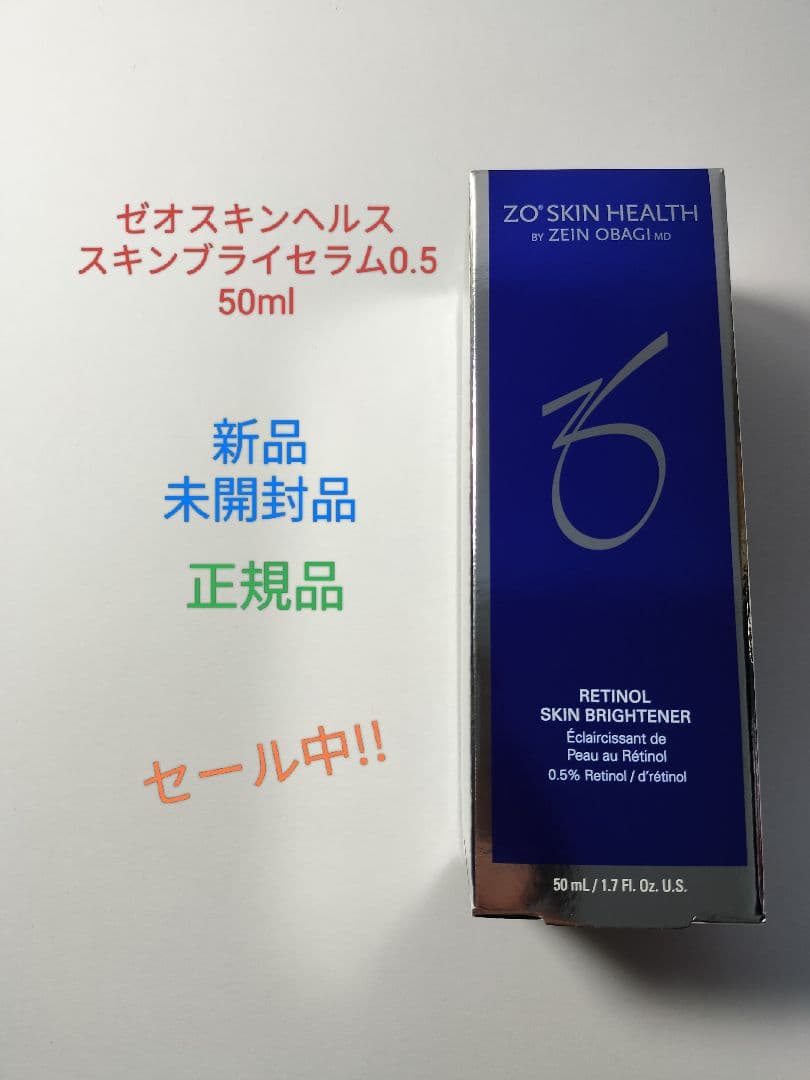 ゼオスキンヘルス
スキンブライセラム0.5
50ml
新品
未開封品
正規品
セール中!!
ZO® SKIN HEALTH
BY ZEIN OBAGI MD
RETINOL
SKIN BRIGHTENER
Éclaircissant de
Peau au Rétinol
0.5% Retinol / d'rétinol
50 mL / 1.7 Fl. Oz. U.S.